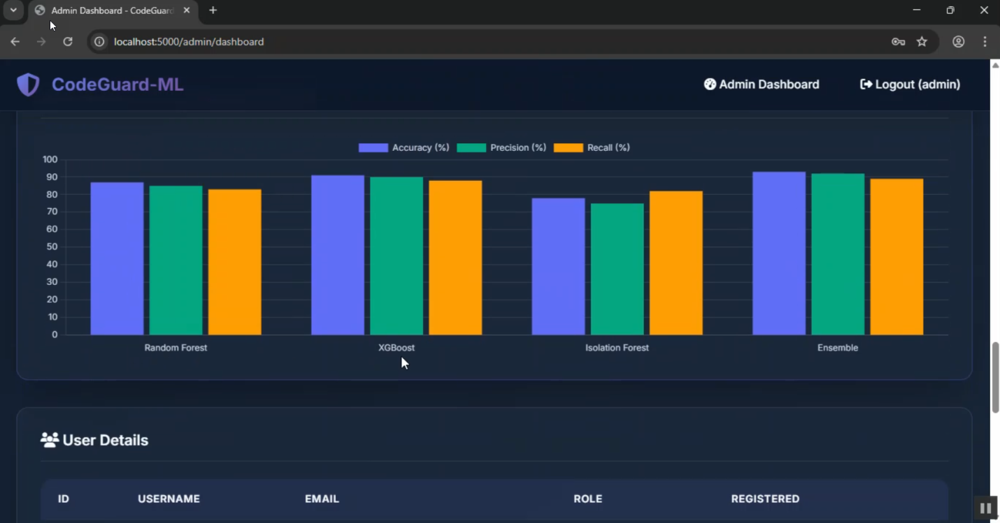 Admin Dashboard - CodeGuard
localhost:5000/admin/dashboard
CodeGuard-ML
Admin Dashboard
Logout (admin)
Accuracy (%) Precision (%) Recall (%)
100
90
80
70
60
50
40
30
20
10
0
Random Forest XGBoost Isolation Forest Ensemble
User Details
ID USERNAME EMAIL ROLE REGISTERED